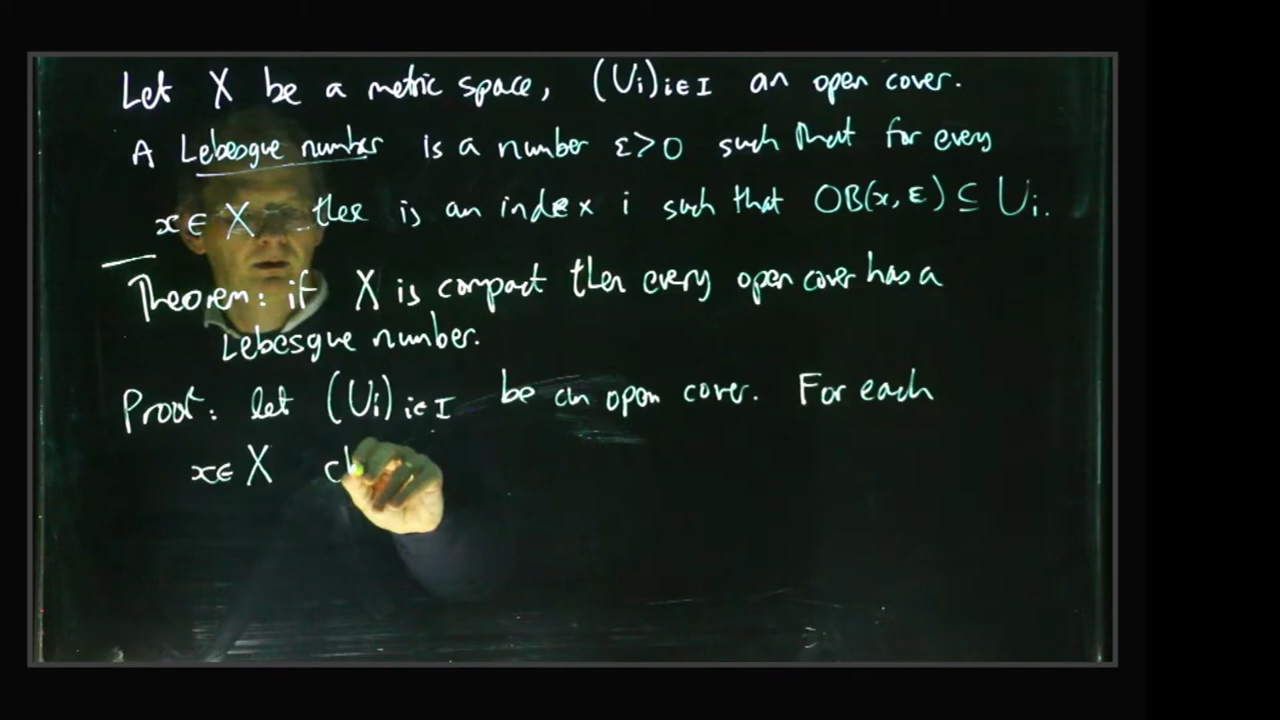 Let X be a metric space, (Ui)i∈I an open cover.
A Lebesgue number is a number ε>0 such that for every
x∈X ther is an index i such that OB(x,ε)⊆Ui.
Theorem: if X is compact then every open cover has a
Lebesgue number.
Proof: let (Ui)i∈I be an open cover. For each
x∈X ch